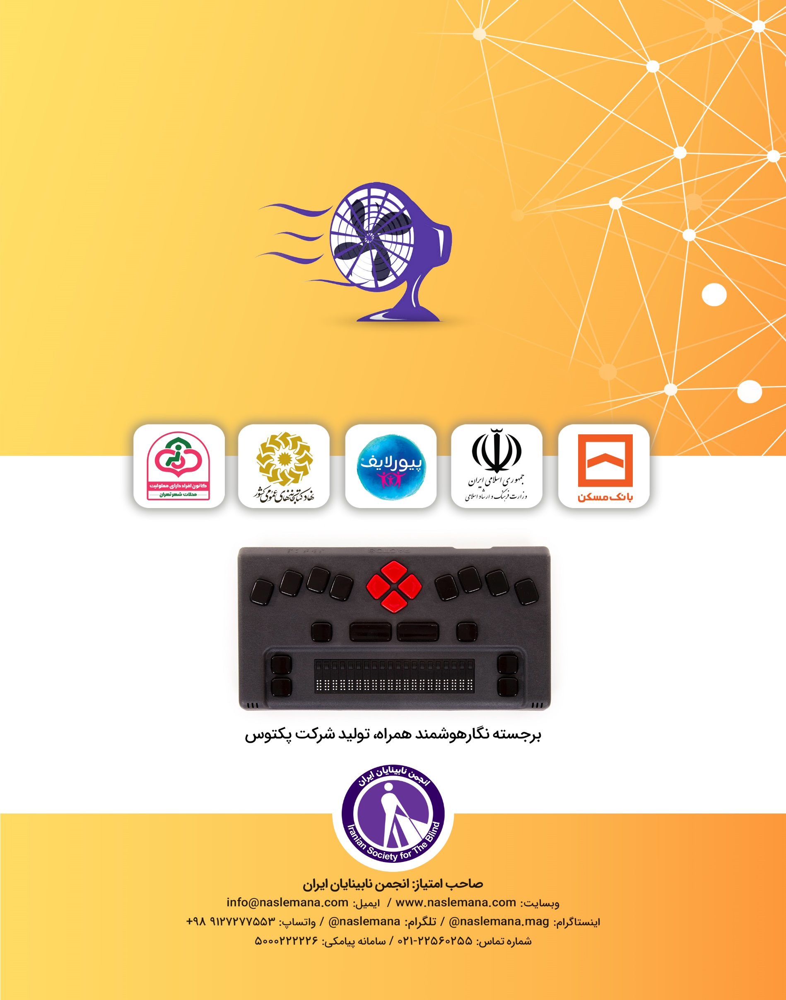 بانک مسکن
جمهوری اسلامی ایران
وزارت فرهنگ و ارشاد اسلامی
پیورلایف®
نهاد کتابخانه‌های عمومی کشور
کانون افراد دارای معلولیت
محلات شهر تهران
PACTOS
برجسته نگارهوشمند همراه، تولید شرکت پکتوس
انجمن نابینایان ایران
Iranian Society for The Blind
صاحب امتیاز: انجمن نابینایان ایران
وبسایت: www.naslemana.com / ایمیل: info@naslemana.com
اینستاگرام: @naslemana.mag / تلگرام: @naslemana / واتساپ: ۹۱۲۷۲۷۷۵۵۳ ۹۸+
شماره تماس: ۰۲۱-۲۲۵۶۰۲۵۵ / سامانه پیامکی: ۵۰۰۰۲۲۲۲۲۶